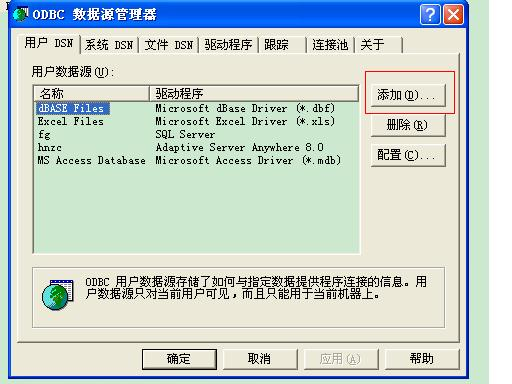 ODBC 数据源管理器
用户 DSN 系统 DSN 文件 DSN 驱动程序 跟踪 连接池 关于
用户数据源(U):
名称 驱动程序
dBASE Files Microsoft dBase Driver (*.dbf)
Excel Files Microsoft Excel Driver (*.xls)
fg SQL Server
hnzc Adaptive Server Anywhere 8.0
MS Access Database Microsoft Access Driver (*.mdb)
添加(D)...
删除(R)
配置(C)...
ODBC 用户数据源存储了如何与指定数据提供程序连接的信息。用
户数据源只对当前用户可见，而且只能用于当前机器上。
确定 取消 应用(A) 帮助